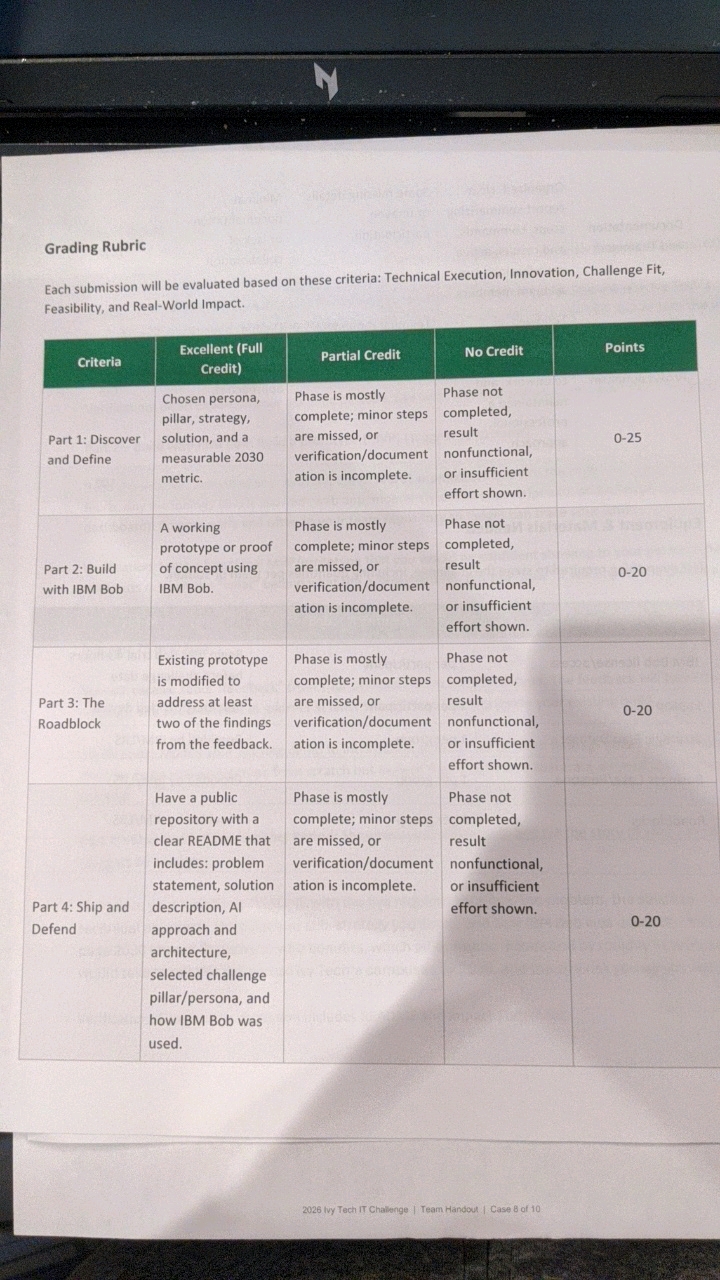 Grading Rubric
Each submission will be evaluated based on these criteria: Technical Execution, Innovation, Challenge Fit,
Feasibility, and Real-World Impact.
Criteria
Excellent (Full
Credit)
Partial Credit
No Credit
Points
Part 1: Discover
and Define
Chosen persona,
pillar, strategy,
solution, and a
measurable 2030
metric.
Phase is mostly
complete; minor steps
are missed, or
verification/document
ation is incomplete.
Phase not
completed,
result
nonfunctional,
or insufficient
effort shown.
0-25
Part 2: Build
with IBM Bob
A working
prototype or proof
of concept using
IBM Bob.
Phase is mostly
complete; minor steps
are missed, or
verification/document
ation is incomplete.
Phase not
completed,
result
nonfunctional,
or insufficient
effort shown.
0-20
Part 3: The
Roadblock
Existing prototype
is modified to
address at least
two of the findings
from the feedback.
Phase is mostly
complete; minor steps
are missed, or
verification/document
ation is incomplete.
Phase not
completed,
result
nonfunctional,
or insufficient
effort shown.
0-20
Part 4: Ship and
Defend
Have a public
repository with a
clear README that
includes: problem
statement, solution
description, AI
approach and
architecture,
selected challenge
pillar/persona, and
how IBM Bob was
used.
Phase is mostly
complete; minor steps
are missed, or
verification/document
ation is incomplete.
Phase not
completed,
result
nonfunctional,
or insufficient
effort shown.
0-20
2026 Ivy Tech IT Challenge | Team Handout | Case 8 of 10